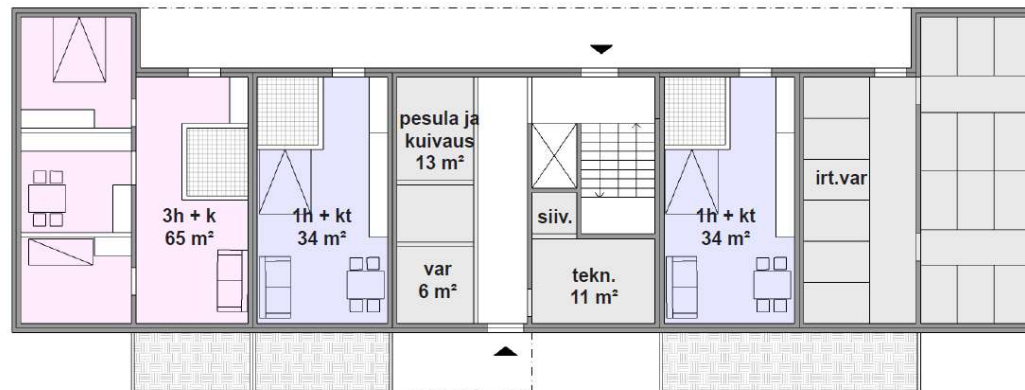 pesula ja
kuivaus
13 m²
3h + k
65 m²
1h + kt
34 m²
var
6 m²
siiv.
tekn.
11 m²
1h + kt
34 m²
irt.var